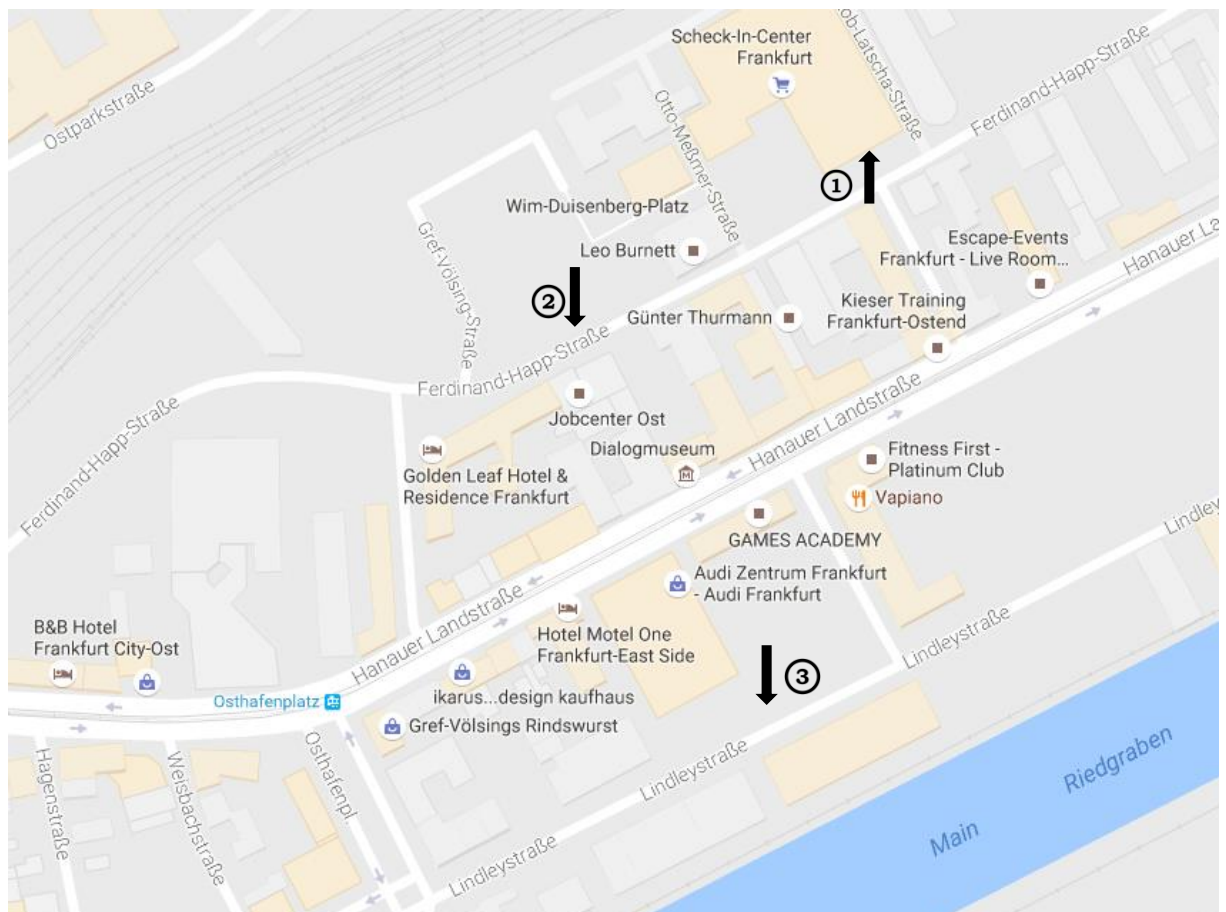 Scheck-In-Center
Frankfurt
ob-Latscha-Straße
Ostparkstraße
Otto-Meßmer-Straße
Ferdinand-Happ-Straße
①
Wim-Duisenberg-Platz
Gref-Völsing-Straße
Leo Burnett
Escape-Events
Frankfurt - Live Room...
Hanauer La
②
Günter Thurmann
Kieser Training
Frankfurt-Ostend
Ferdinand-Happ-Straße
Ferdinand-Happ-Straße
Jobcenter Ost
Dialogmuseum
M
Hanauer Landstraße
Golden Leaf Hotel &
Residence Frankfurt
Fitness First -
Platinum Club
Vapiano
Lindley
GAMES ACADEMY
Audi Zentrum Frankfurt
- Audi Frankfurt
Hanauer Landstraße
B&B Hotel
Frankfurt City-Ost
Hotel Motel One
Frankfurt-East Side
Lindleystraße
③
Osthafenplatz
ikarus...design kaufhaus
Gref-Völsings Rindswurst
Hagenstraße
Weisbachstraße
Osthafenpl.
Lindleystraße
Riedgraben
Main
Lindleystraße